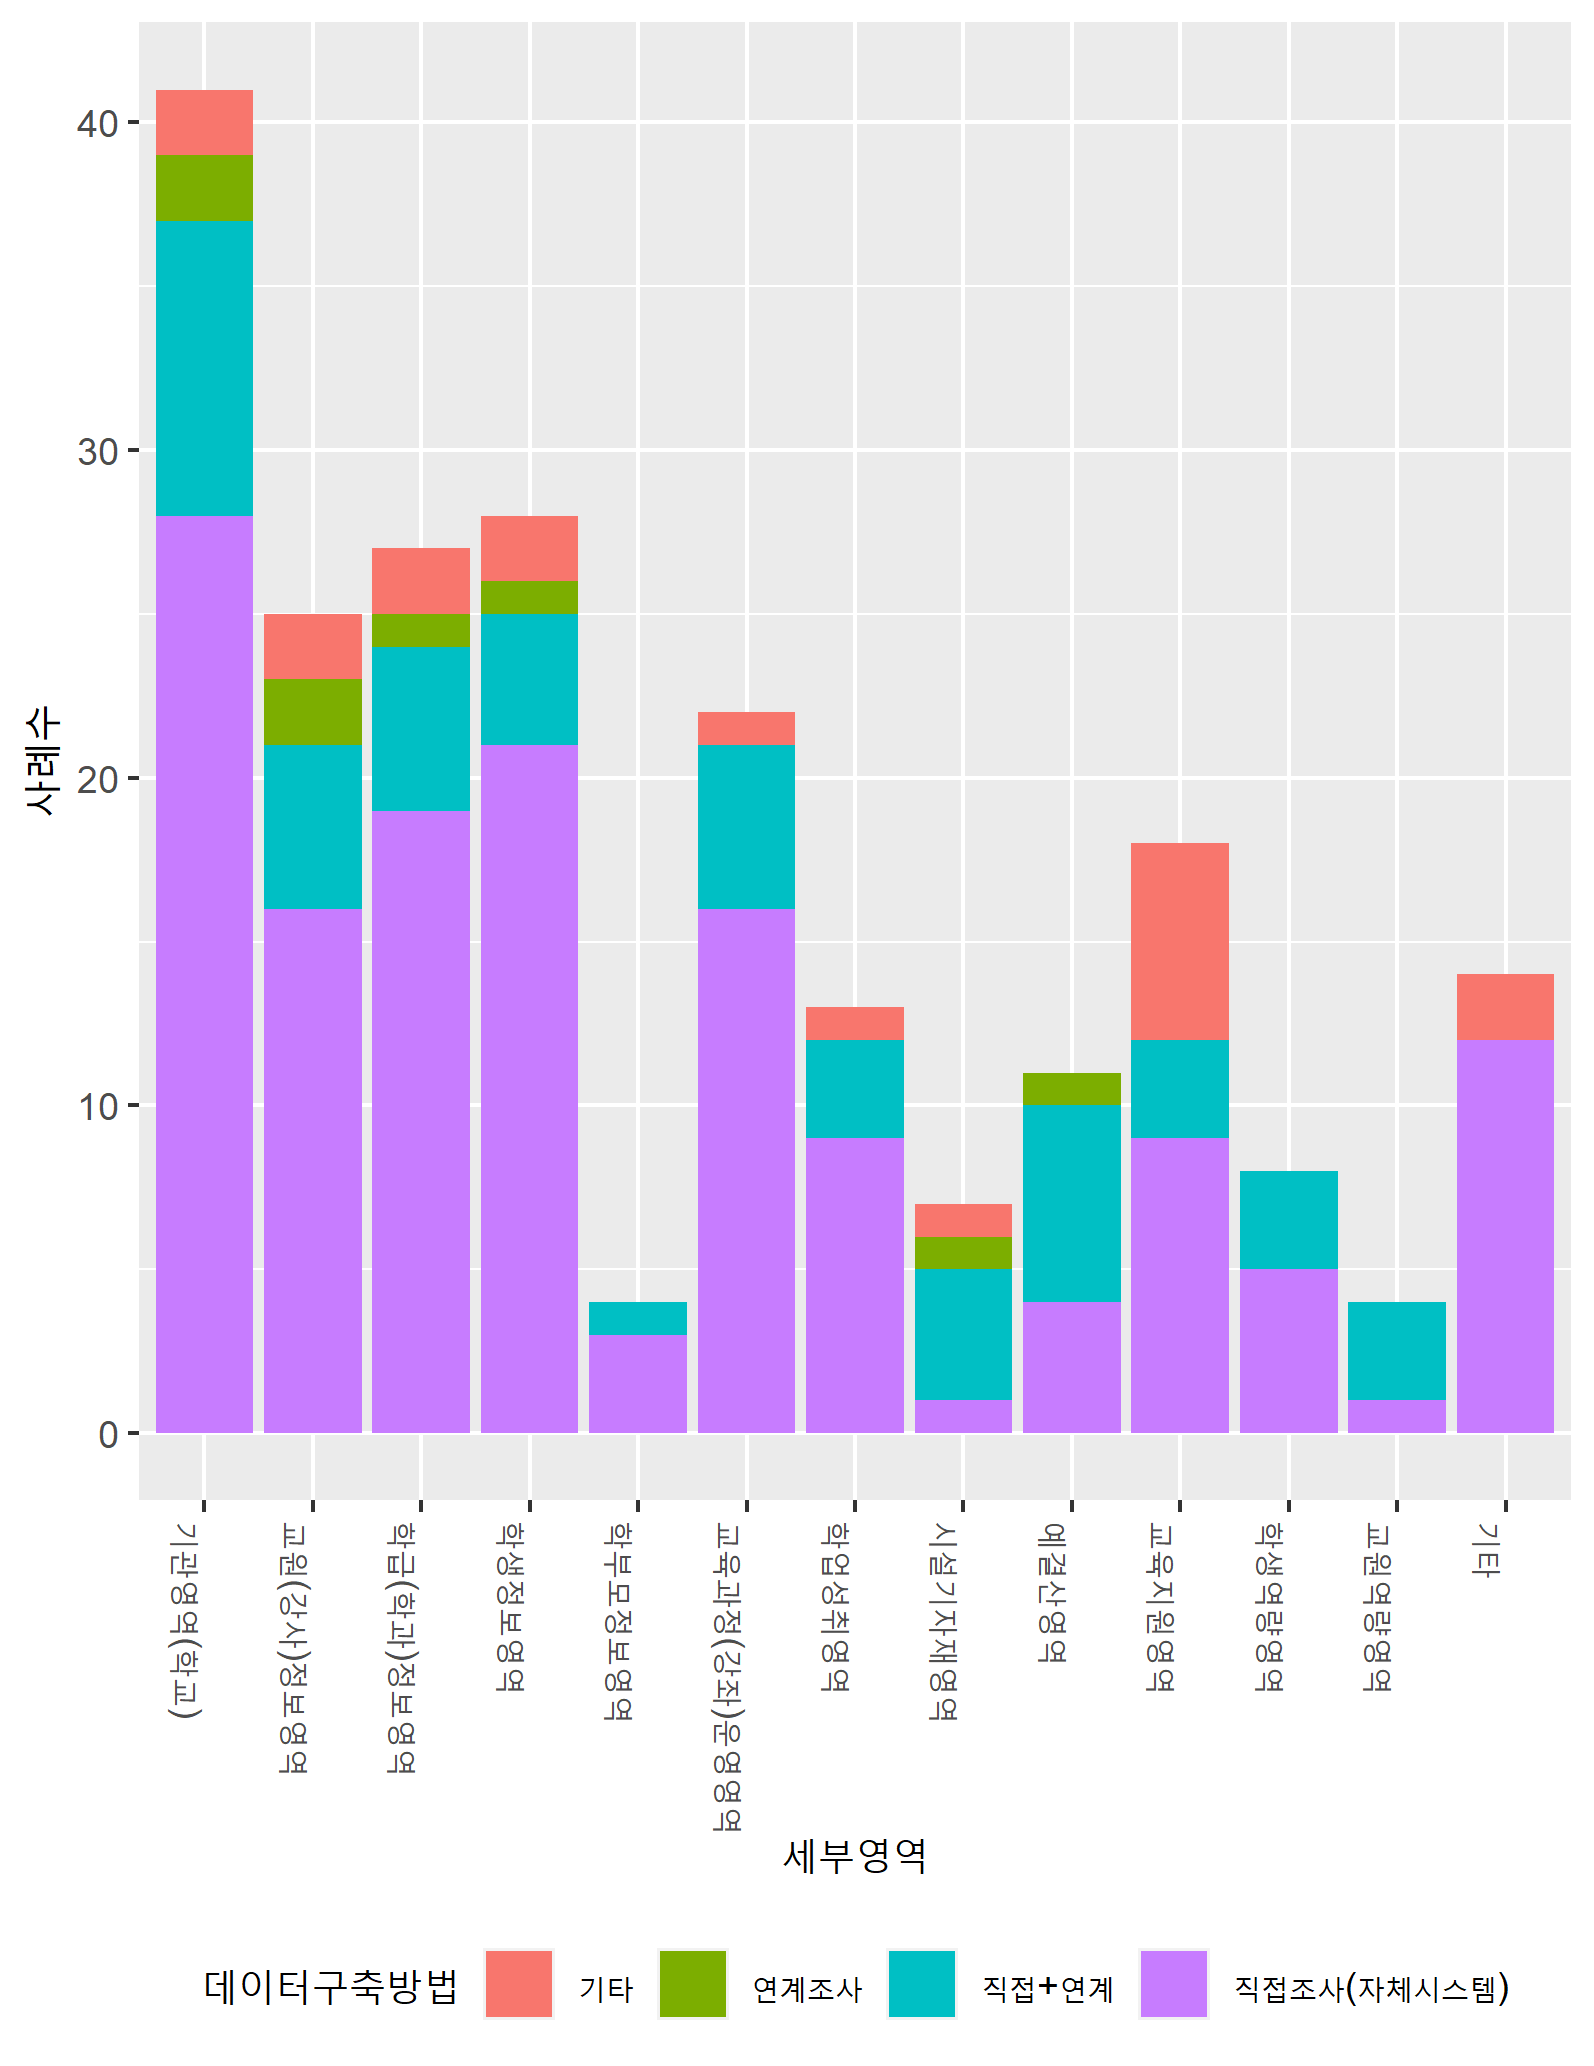 40
30
20
10
0
사례수
기관영역(학교)
교원(강사)정보영역
학급(학과)정보영역
학생정보영역
학부모정보영역
교육과정(강좌)운영영역
학업성취영역
시설기자재영역
예결산영역
교육지원영역
학생역량영역
교원역량영역
기타
세부영역
데이터구축방법 기타 연계조사 직접+연계 직접조사(자체시스템)